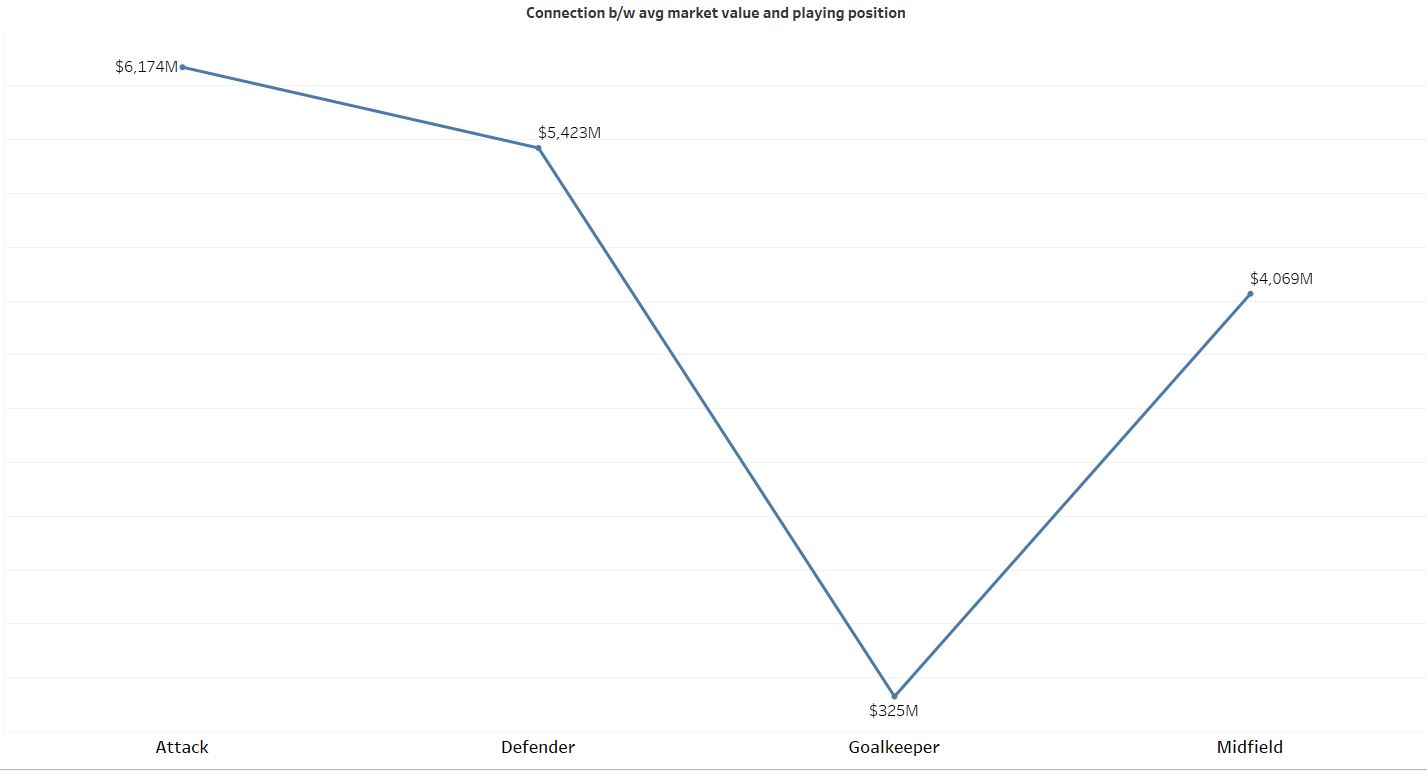 Connection b/w avg market value and playing position
$6,174M
$5,423M
$4,069M
$325M
Attack Defender Goalkeeper Midfield